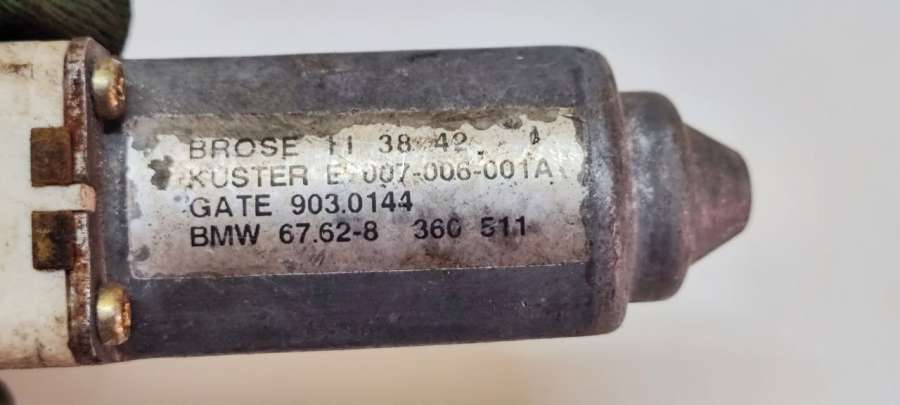 BROSE 11 38 42
KUSTER E 007-006-001A
GATE 903.0144
BMW 67.62-8 360 511